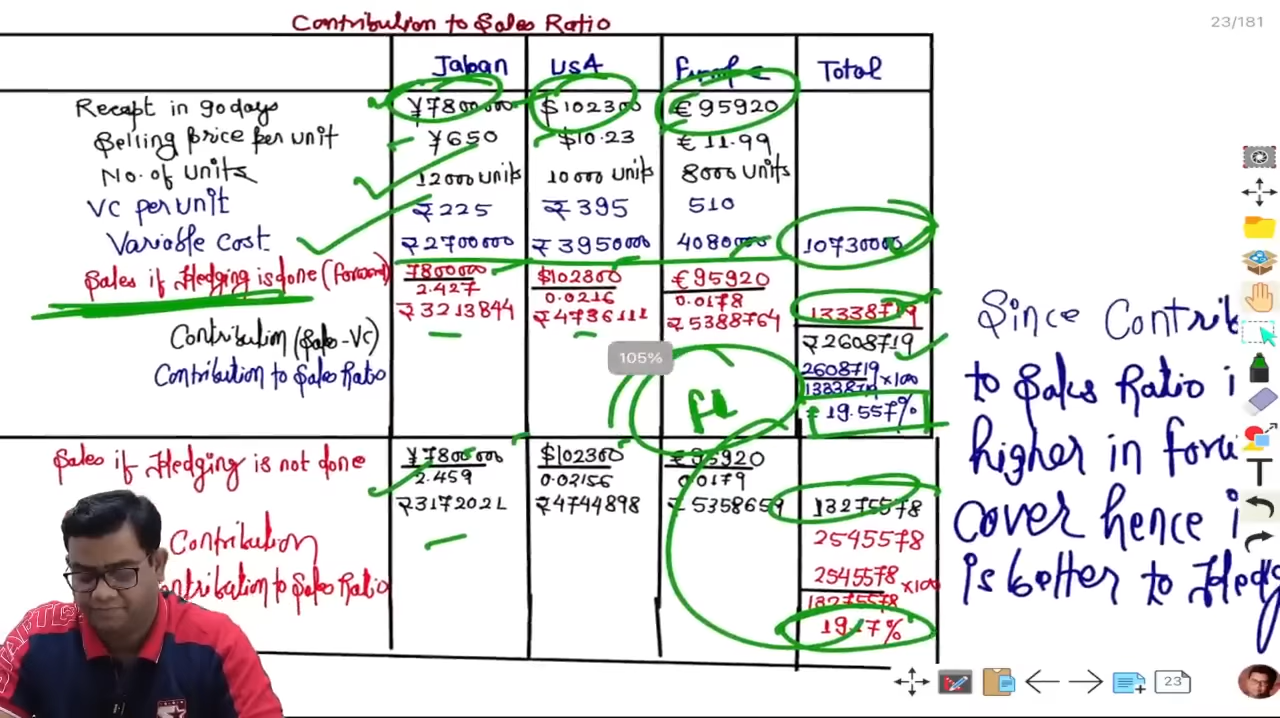 Contribution to Sales Ratio
23/181
Japan USA Total
Recept in 90 days ¥7800000 $102300 €95920
Selling price per unit ¥650 $10.23 €11.99
No. of units 12000 units 10000 units 8000 units
VC per unit ₹225 ₹395 510
Variable Cost ₹2700000 ₹3950000 4080000 10730000
Sales if Hedging is done (forward) 7800000 $102300 €95920
2.427 0.0216 0.0178
₹3213844 ₹4736111 ₹5388764 13338719
Contribution (Sales-VC) ₹2608719
105%
Contribution to Sales Ratio 2608719 ×100
13338719
= 19.557%
Sales if Hedging is not done ¥7800000 $102300 €95920
2.459 0.02156 0.0179
₹3172021 ₹4744898 ₹5358659 13275578
Contribution 2545578
Contribution to Sales Ratio 2545578 ×100
13275578
19.17%
Since Contrib
to Sales Ratio i
higher in forw
cover hence i
is better to Hedg
23